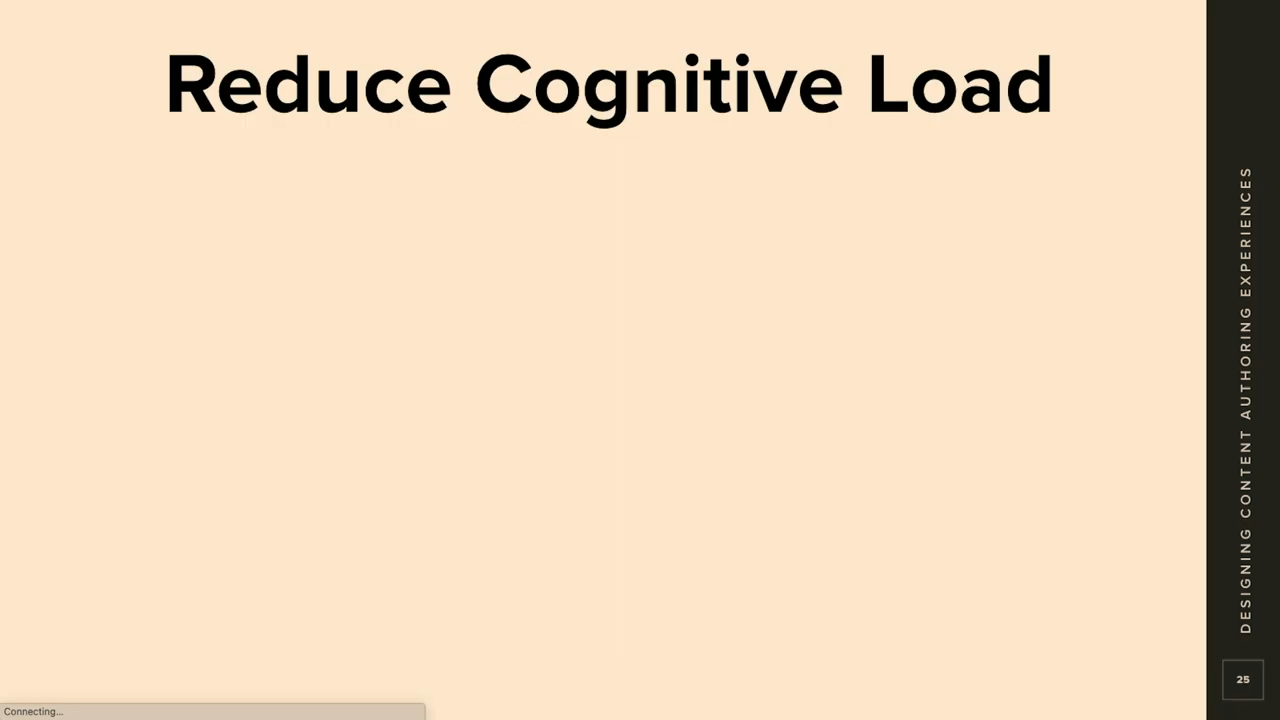 Reduce Cognitive Load
DESIGNING CONTENT AUTHORING EXPERIENCES
25
Connecting...